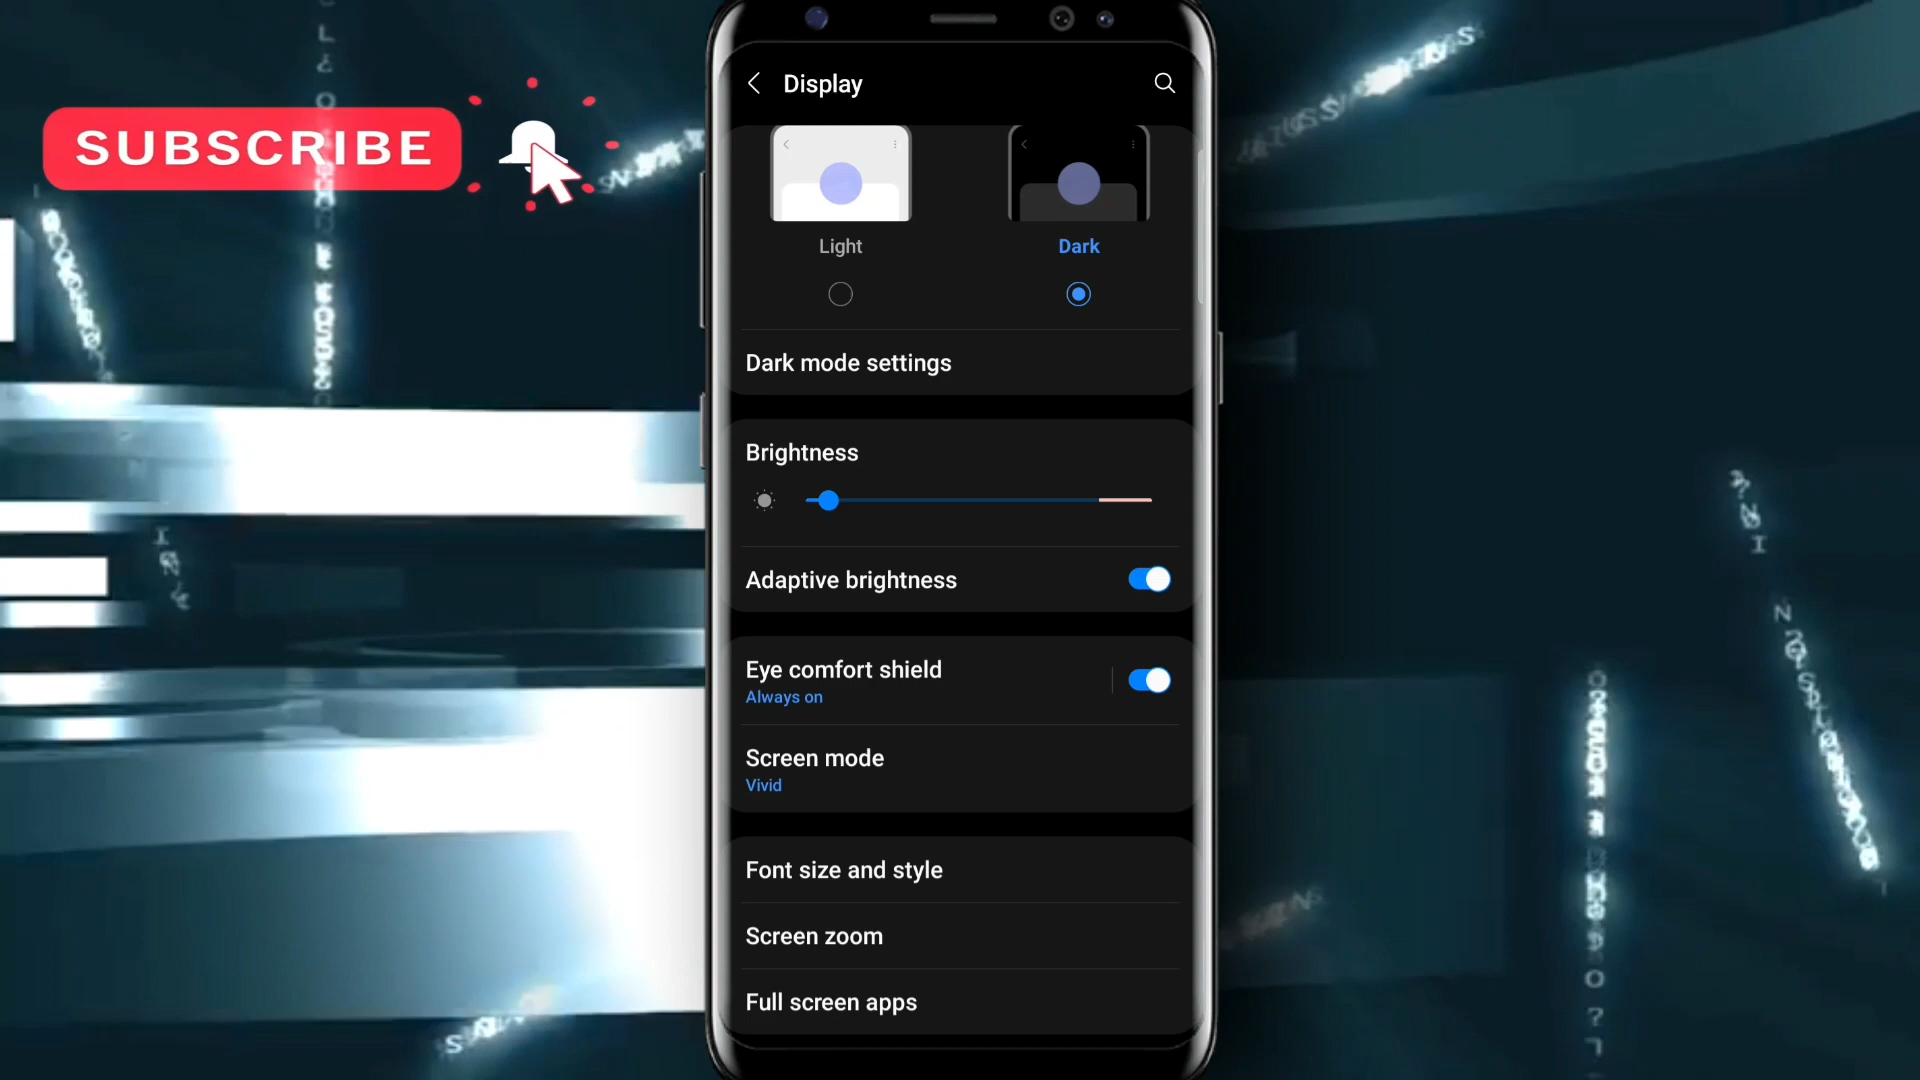 SUBSCRIBE
Display
Light
Dark
Dark mode settings
Brightness
Adaptive brightness
Eye comfort shield
Always on
Screen mode
Vivid
Font size and style
Screen zoom
Full screen apps